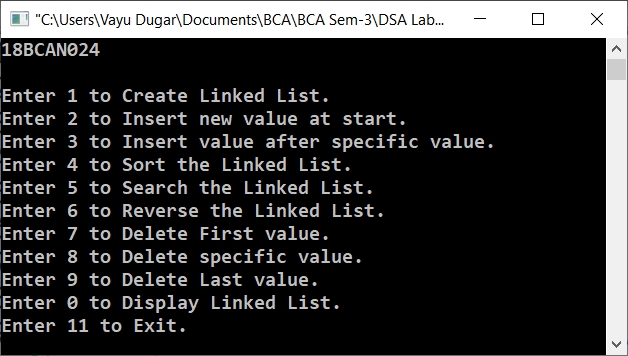 "C:\Users\Vayu Dugar\Documents\BCA\BCA Sem-3\DSA Lab...
18BCAN024
Enter 1 to Create Linked List.
Enter 2 to Insert new value at start.
Enter 3 to Insert value after specific value.
Enter 4 to Sort the Linked List.
Enter 5 to Search the Linked List.
Enter 6 to Reverse the Linked List.
Enter 7 to Delete First value.
Enter 8 to Delete specific value.
Enter 9 to Delete Last value.
Enter 0 to Display Linked List.
Enter 11 to Exit.